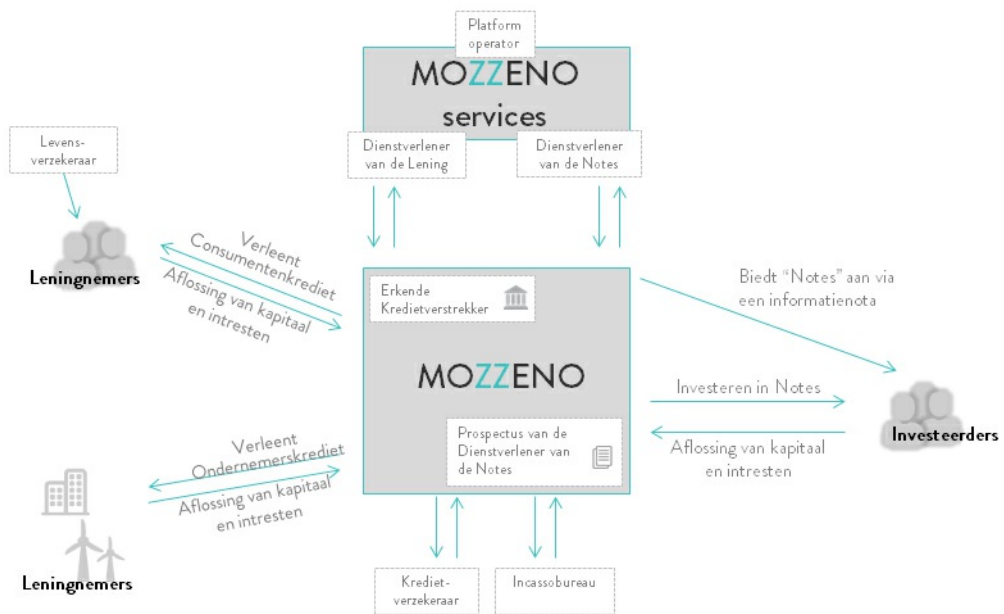 Platform
operator
MOZZENO
services
Dienstverlener
van de Lening
Dienstverlener
van de Notes
Levens-
verzekeraar
Leningnemers
Verleent
Consumentenkrediet
Aflossing van kapitaal
en intresten
Erkende
Kredietverstrekker
MOZZENO
Prospectus van de
Dienstverlener van
de Notes
Biedt “Notes” aan via
een informatienota
Investeren in Notes
Aflossing van kapitaal
en intresten
Investeerders
Verleent
Ondernemerskrediet
Aflossing van kapitaal
en intresten
Leningnemers
Krediet-
verzekeraar
Incassobureau